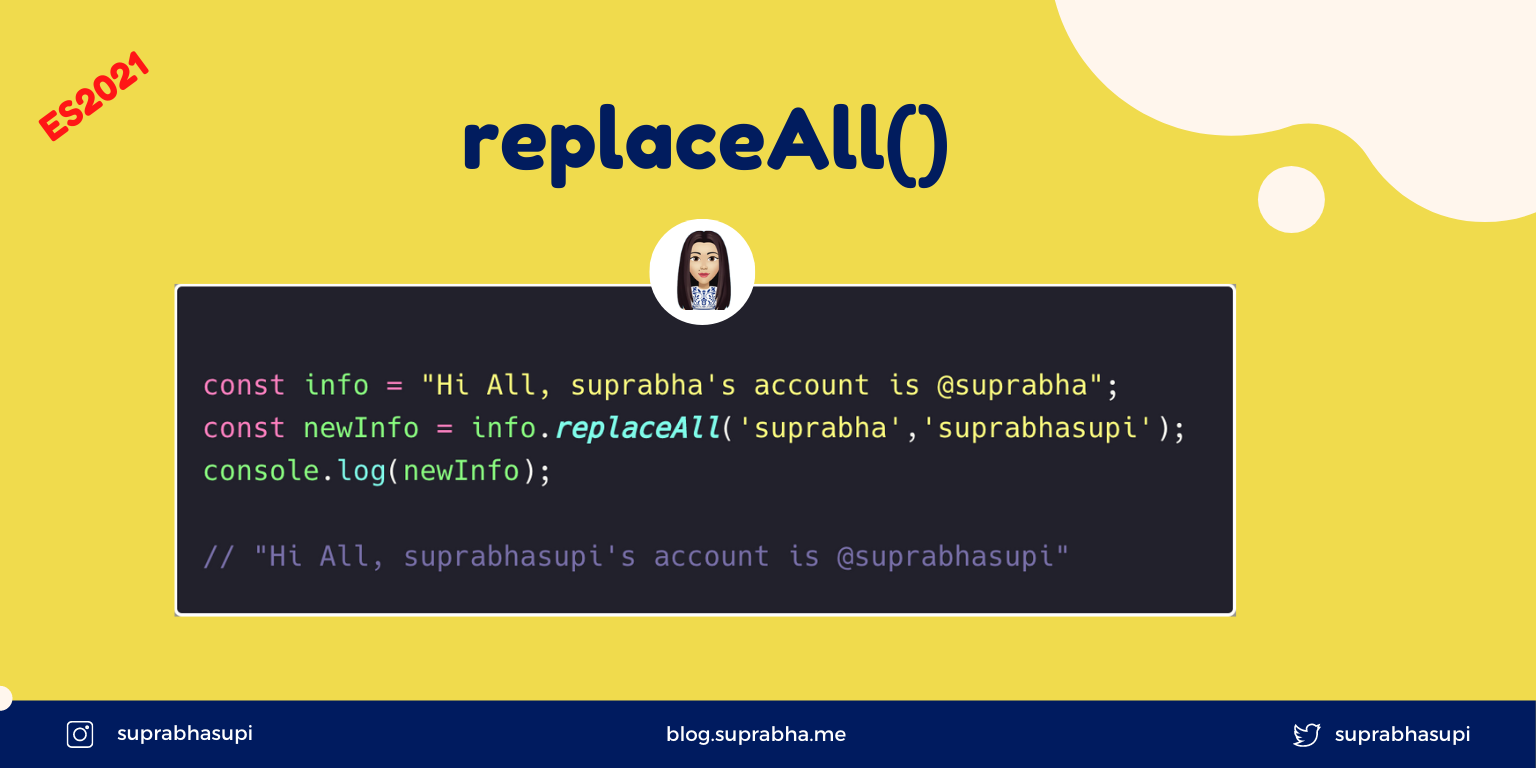 ES2021
replaceAll()
const info = "Hi All, suprabha's account is @suprabha";
const newInfo = info.replaceAll('suprabha','suprabhasupi');
console.log(newInfo);
// "Hi All, suprabhasupi's account is @suprabhasupi"
suprabhasupi
blog.suprabha.me
suprabhasupi